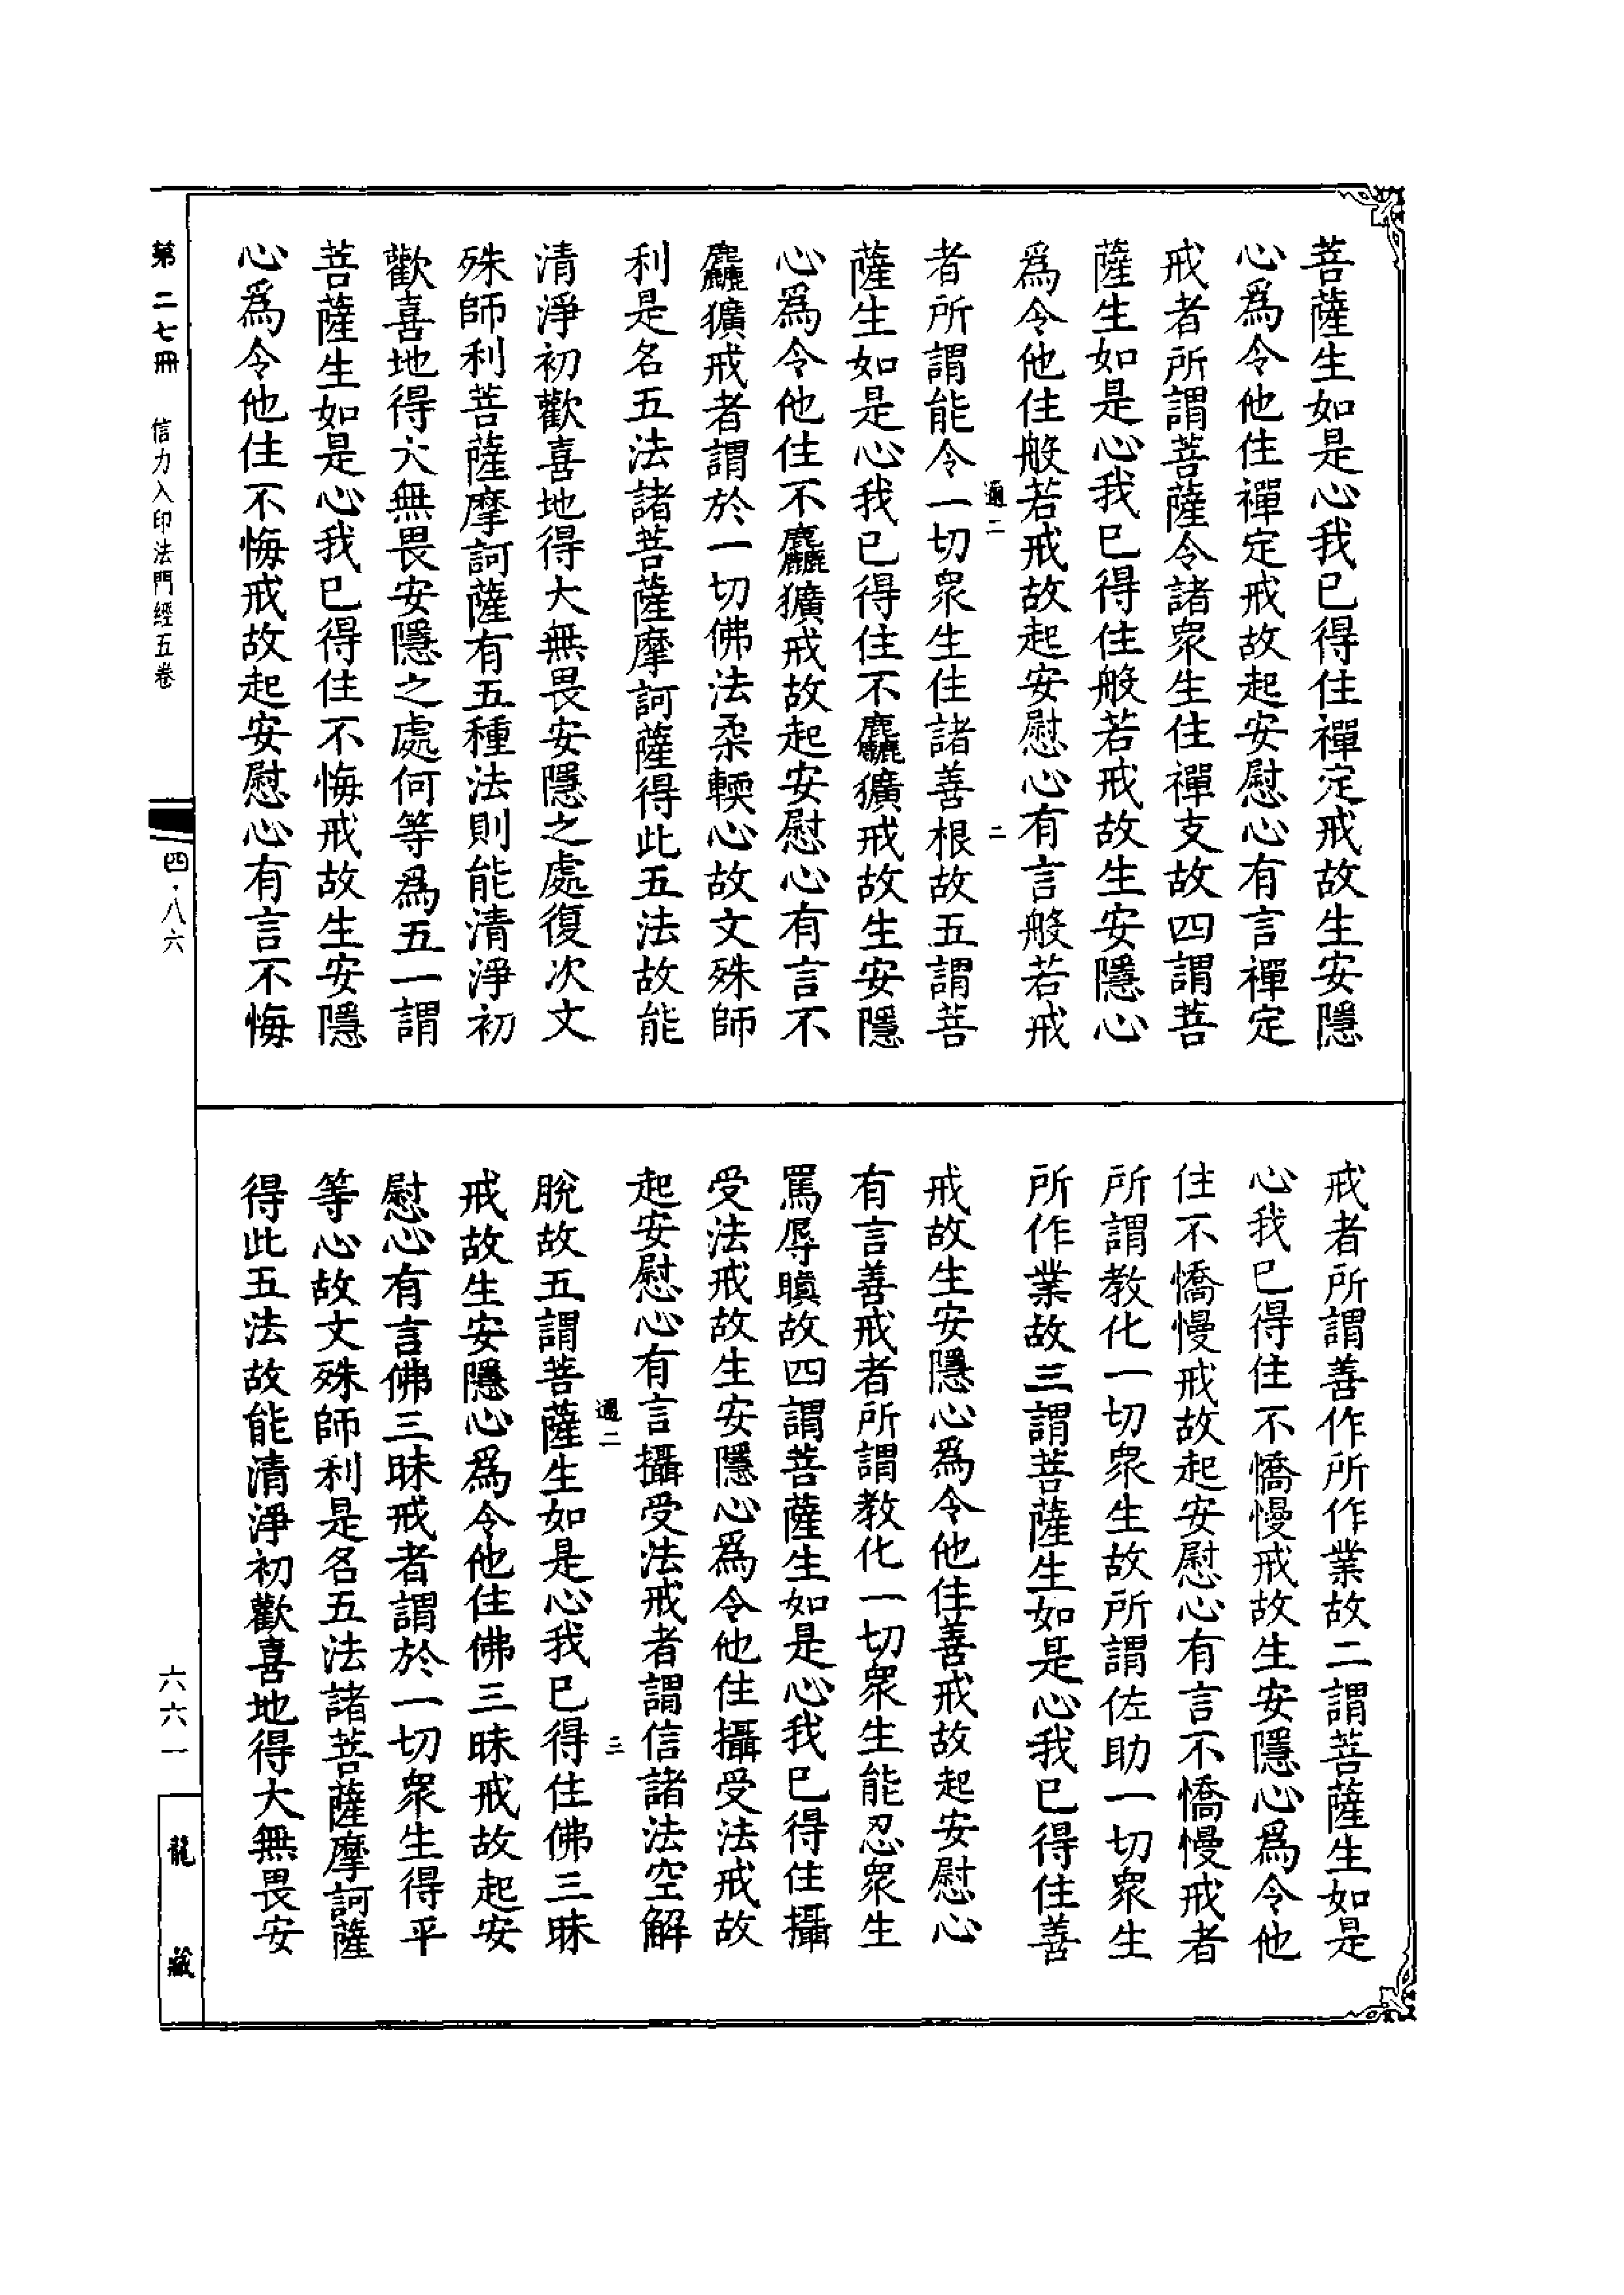 菩薩生如是心我已得住禪定戒故生安隱
心為令他住禪定戒故起安慰心有言禪定
戒者所謂菩薩令諸衆生住禪支故四謂菩
薩生如是心我已得住般若戒故生安隱心
為令他住般若戒故起安慰心有言般若戒
通二 二
者所謂能令一切衆生住諸善根故五謂菩
薩生如是心我已得住不麤獷戒故生安隱
心為令他住不麤獷戒故起安慰心有言不
麤獷戒者謂於一切佛法柔輭心故文殊師
利是名五法諸菩薩摩訶薩得此五法故能
清淨初歡喜地得大無畏安隱之處復次文
殊師利菩薩摩訶薩有五種法則能清淨初
歡喜地得大無畏安隱之處何等為五一謂
菩薩生如是心我已得住不悔戒故生安隱
心為令他住不悔戒故起安慰心有言不悔
戒者所謂善作所作業故二謂菩薩生如是
心我已得住不憍慢戒故生安隱心為令他
住不憍慢戒故起安慰心有言不憍慢戒者
所謂教化一切衆生故所謂佐助一切衆生
所作業故三謂菩薩生如是心我已得住善
戒故生安隱心為令他住善戒故起安慰心
有言善戒者所謂教化一切衆生能忍衆生
罵辱瞋故四謂菩薩生如是心我已得住攝
受法戒故生安隱心為令他住攝受法戒故
起安慰心有言攝受法戒者謂信諸法空解
通二 三
脫故五謂菩薩生如是心我已得住佛三昧
戒故生安隱心為令他住佛三昧戒故起安
慰心有言佛三昧戒者謂於一切衆生得平
等心故文殊師利是名五法諸菩薩摩訶薩
得此五法故能清淨初歡喜地得大無畏安
第二七冊 信力入印法門經五卷
四·八六
六六一
龍藏